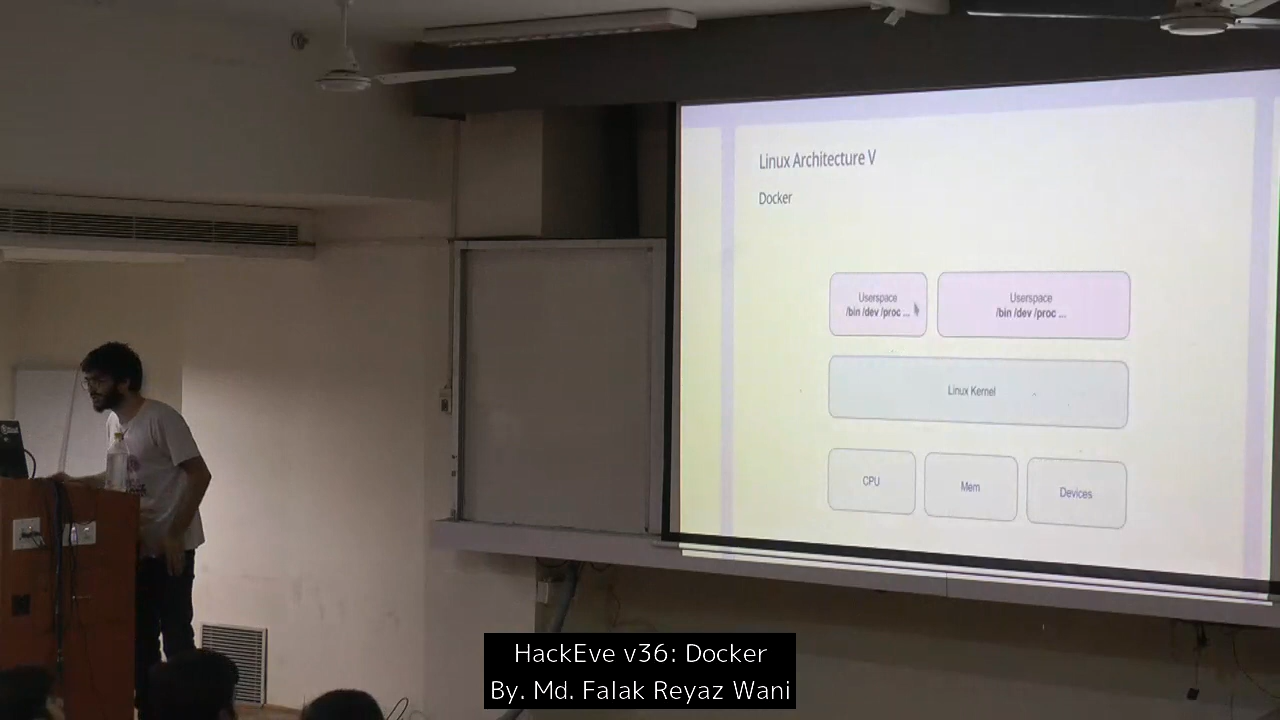 Linux Architecture V
Docker
Userspace
/bin /dev /proc ...
Userspace
/bin /dev /proc ...
Linux Kernel
CPU
Mem
Devices
HackEve v36: Docker
By. Md. Falak Reyaz Wani